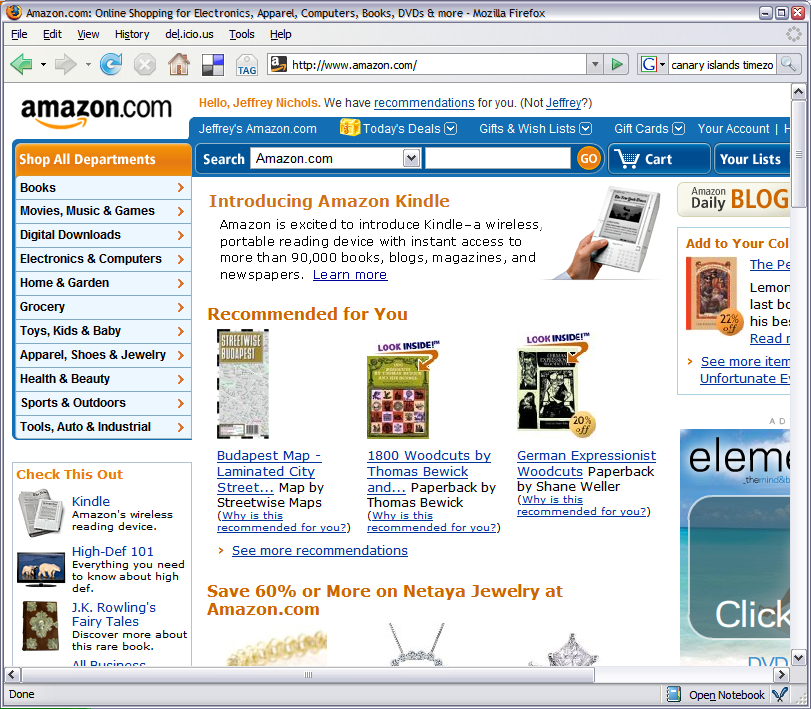 Amazon.com: Online Shopping for Electronics, Apparel, Computers, Books, DVDs & more - Mozilla Firefox
File Edit View History del.icio.us Tools Help
TAG
http://www.amazon.com/
canary islands timezo
amazon.com
Hello, Jeffrey Nichols. We have recommendations for you. (Not Jeffrey?)
Jeffrey's Amazon.com Today's Deals Gifts & Wish Lists Gift Cards Your Account | H
Shop All Departments
Search Amazon.com GO Cart Your Lists
Books
Movies, Music & Games
Digital Downloads
Electronics & Computers
Home & Garden
Grocery
Toys, Kids & Baby
Apparel, Shoes & Jewelry
Health & Beauty
Sports & Outdoors
Tools, Auto & Industrial
Introducing Amazon Kindle
Amazon is excited to introduce Kindle–a wireless,
portable reading device with instant access to
more than 90,000 books, blogs, magazines, and
newspapers. Learn more
Recommended for You
STREETWISE
BUDAPEST
LOOK INSIDE!™
LOOK INSIDE!™
GERMAN
EXPRESSIONIST
WOODCUTS
20%
off
Budapest Map -
Laminated City
Street... Map by
Streetwise Maps
(Why is this
recommended for you?)
1800 Woodcuts by
Thomas Bewick
and... Paperback by
Thomas Bewick
(Why is this
recommended for you?)
German Expressionist
Woodcuts Paperback
by Shane Weller
(Why is this
recommended for you?)
See more recommendations
Save 60% or More on Netaya Jewelry at
Amazon.com
Check This Out
Kindle
Amazon's wireless
reading device.
High-Def 101
Everything you need
to know about high
def.
J.K. Rowling's
Fairy Tales
Discover more about
this rare book.
All Business
Amazon
Daily BLOG
Add to Your Col
22%
off
The Pe
Lemon
last bo
his bes
Read m
See more item
Unfortunate Ev
A D
eleme
...themind&b
Click
DVD
Done
Open Notebook